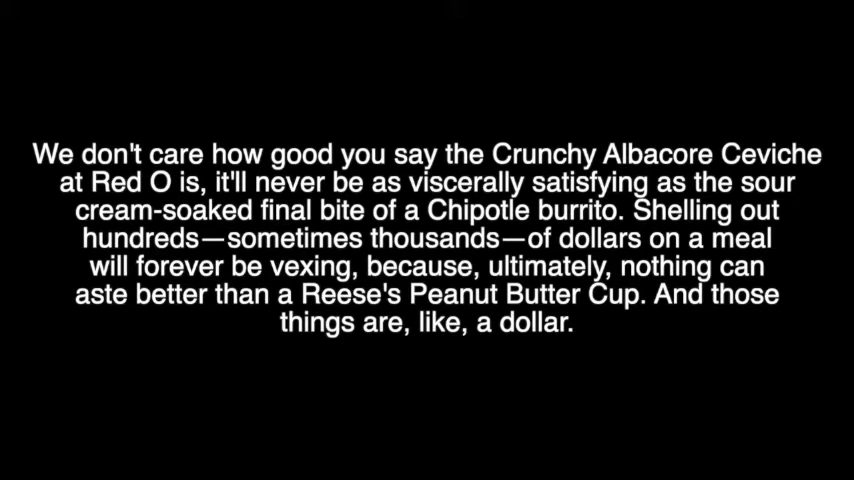 We don't care how good you say the Crunchy Albacore Ceviche
at Red O is, it'll never be as viscerally satisfying as the sour
cream-soaked final bite of a Chipotle burrito. Shelling out
hundreds—sometimes thousands—of dollars on a meal
will forever be vexing, because, ultimately, nothing can
aste better than a Reese's Peanut Butter Cup. And those
things are, like, a dollar.